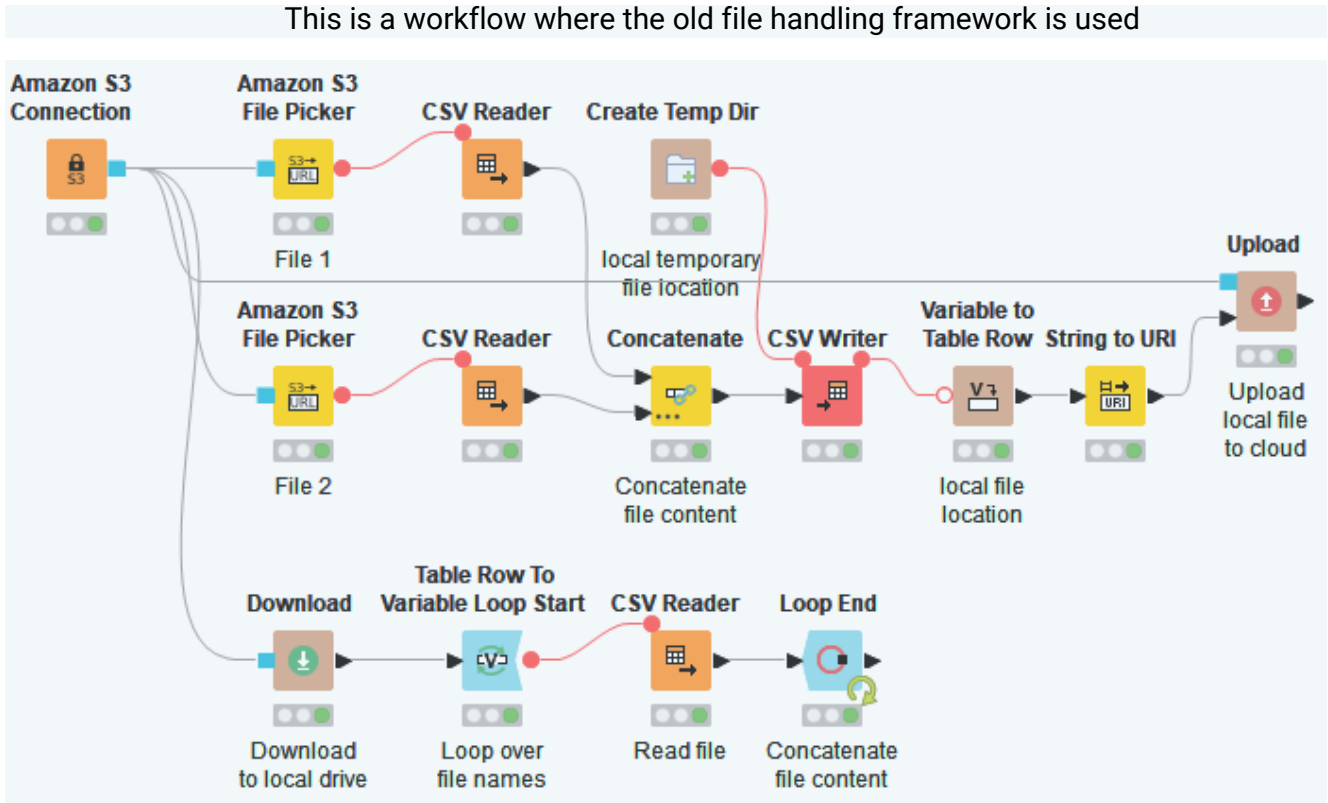 This is a workflow where the old file handling framework is used
Amazon S3
Connection
Amazon S3
File Picker
CSV Reader
Create Temp Dir
S3
S3→
URL
File 1
local temporary
file location
Upload
Upload
local file
to cloud
Amazon S3
File Picker
CSV Reader
Concatenate
CSV Writer
Variable to
Table Row
String to URI
S3→
URL
V
URI
File 2
Concatenate
file content
local file
location
Download
Table Row To
Variable Loop Start
CSV Reader
Loop End
V
Download
to local drive
Loop over
file names
Read file
Concatenate
file content